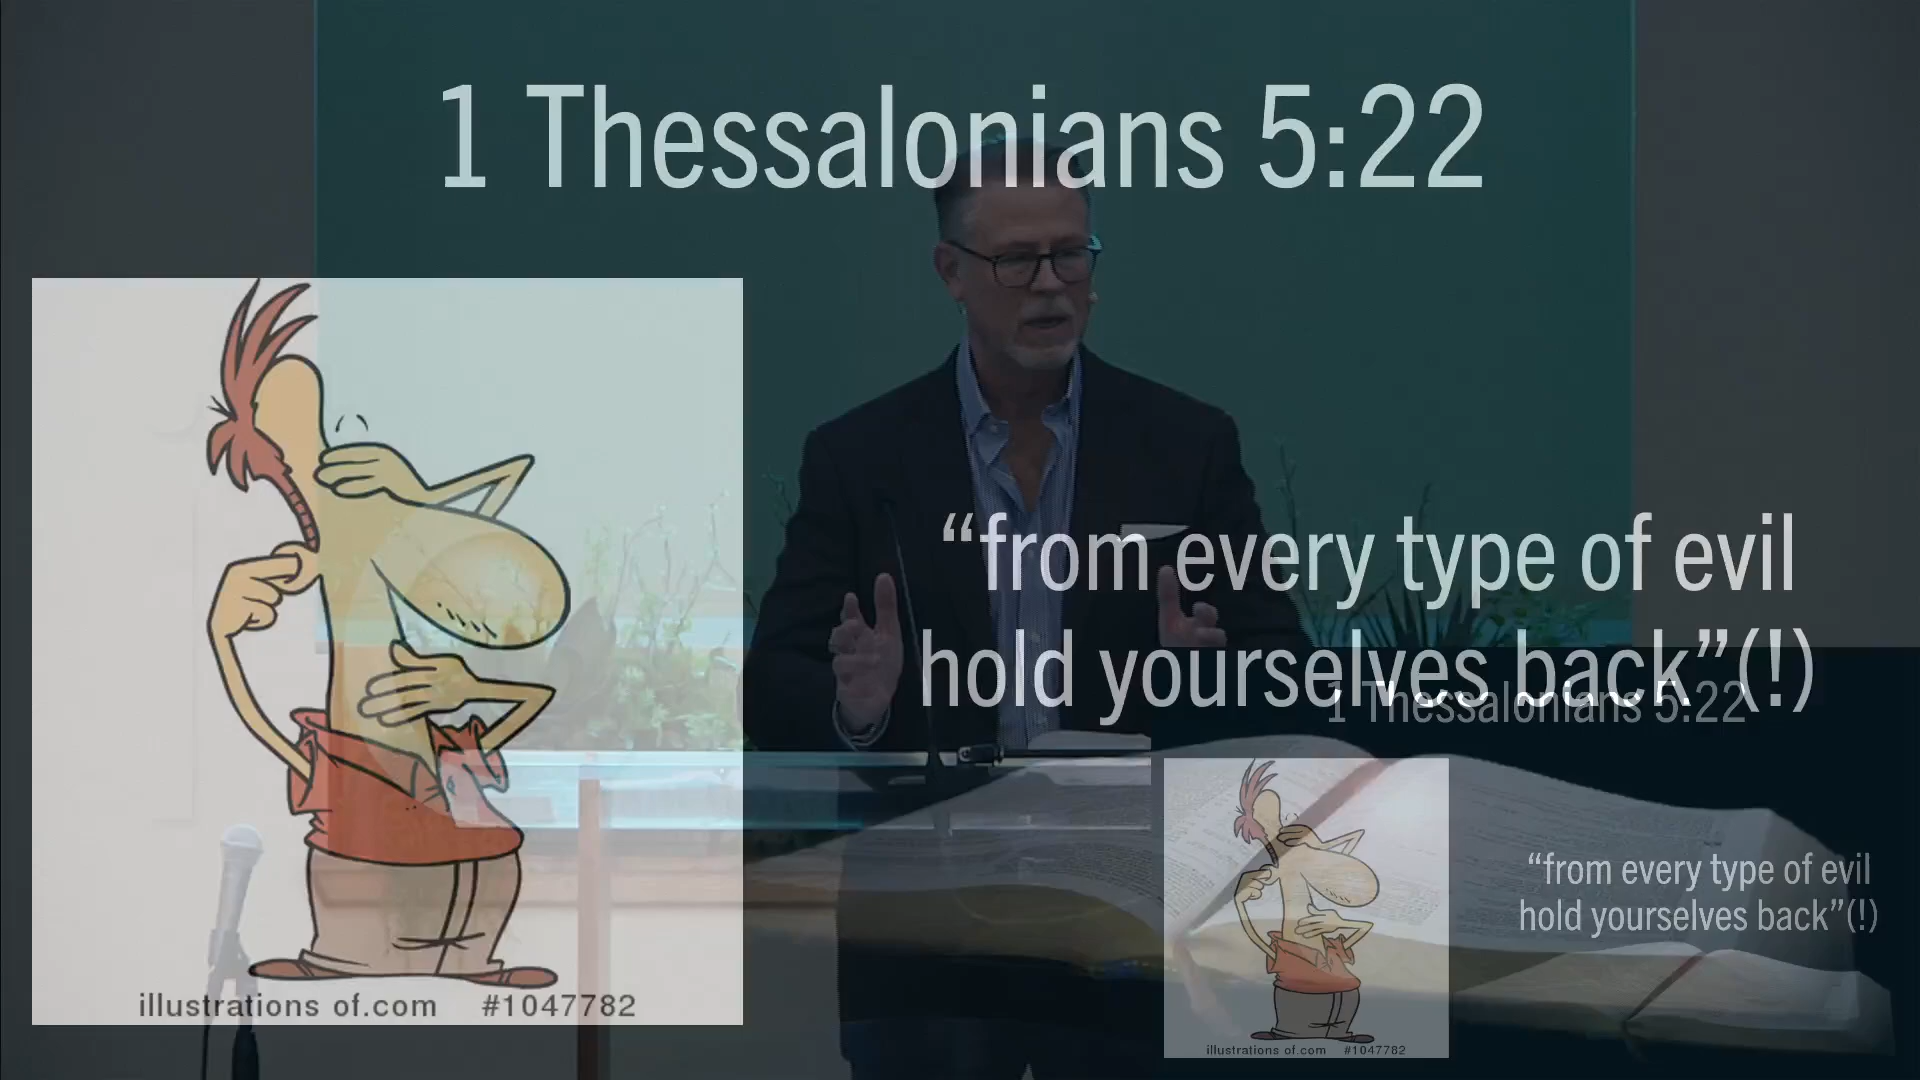 1 Thessalonians 5:22
“from every type of evil
hold yourselves back”(!)
illustrations of.com #1047782
1 Thessalonians 5:22
“from every type of evil
hold yourselves back”(!)
illustrations of.com #1047782